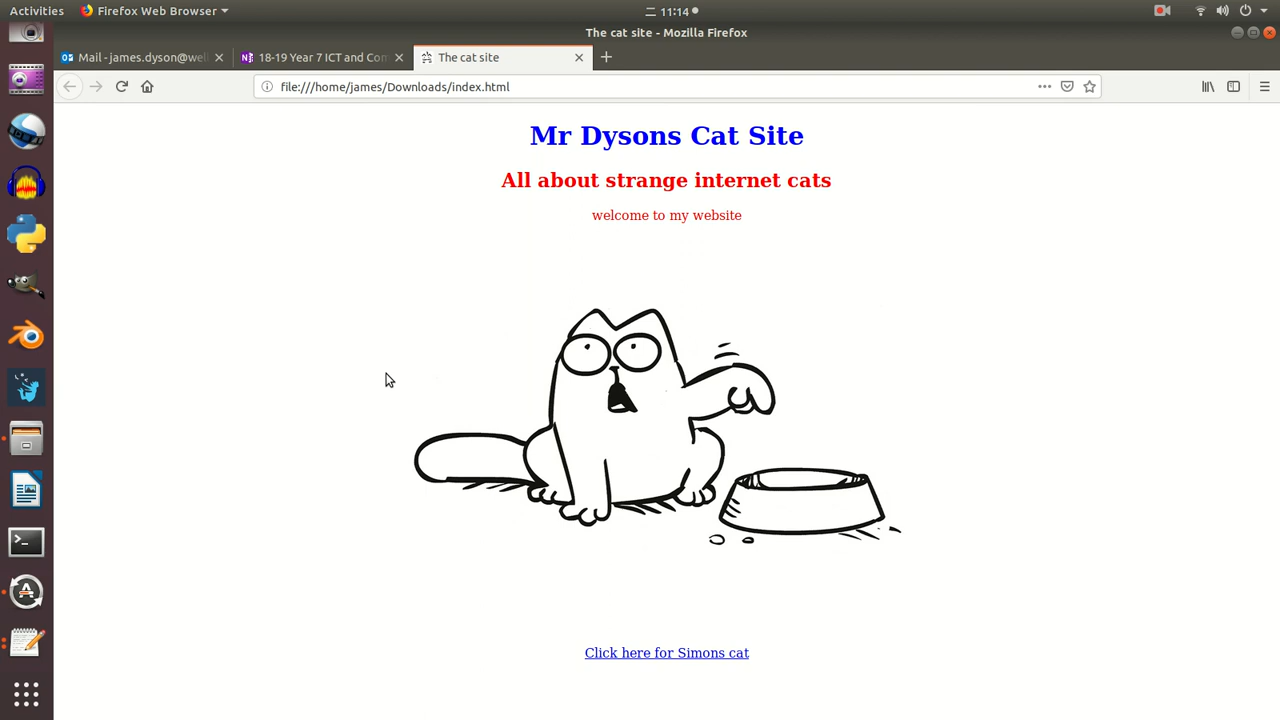 Activities
Firefox Web Browser
二 11:14
The cat site - Mozilla Firefox
Mail - james.dyson@wel
18-19 Year 7 ICT and Com
The cat site
file:///home/james/Downloads/index.html
Mr Dysons Cat Site
All about strange internet cats
welcome to my website
Click here for Simons cat